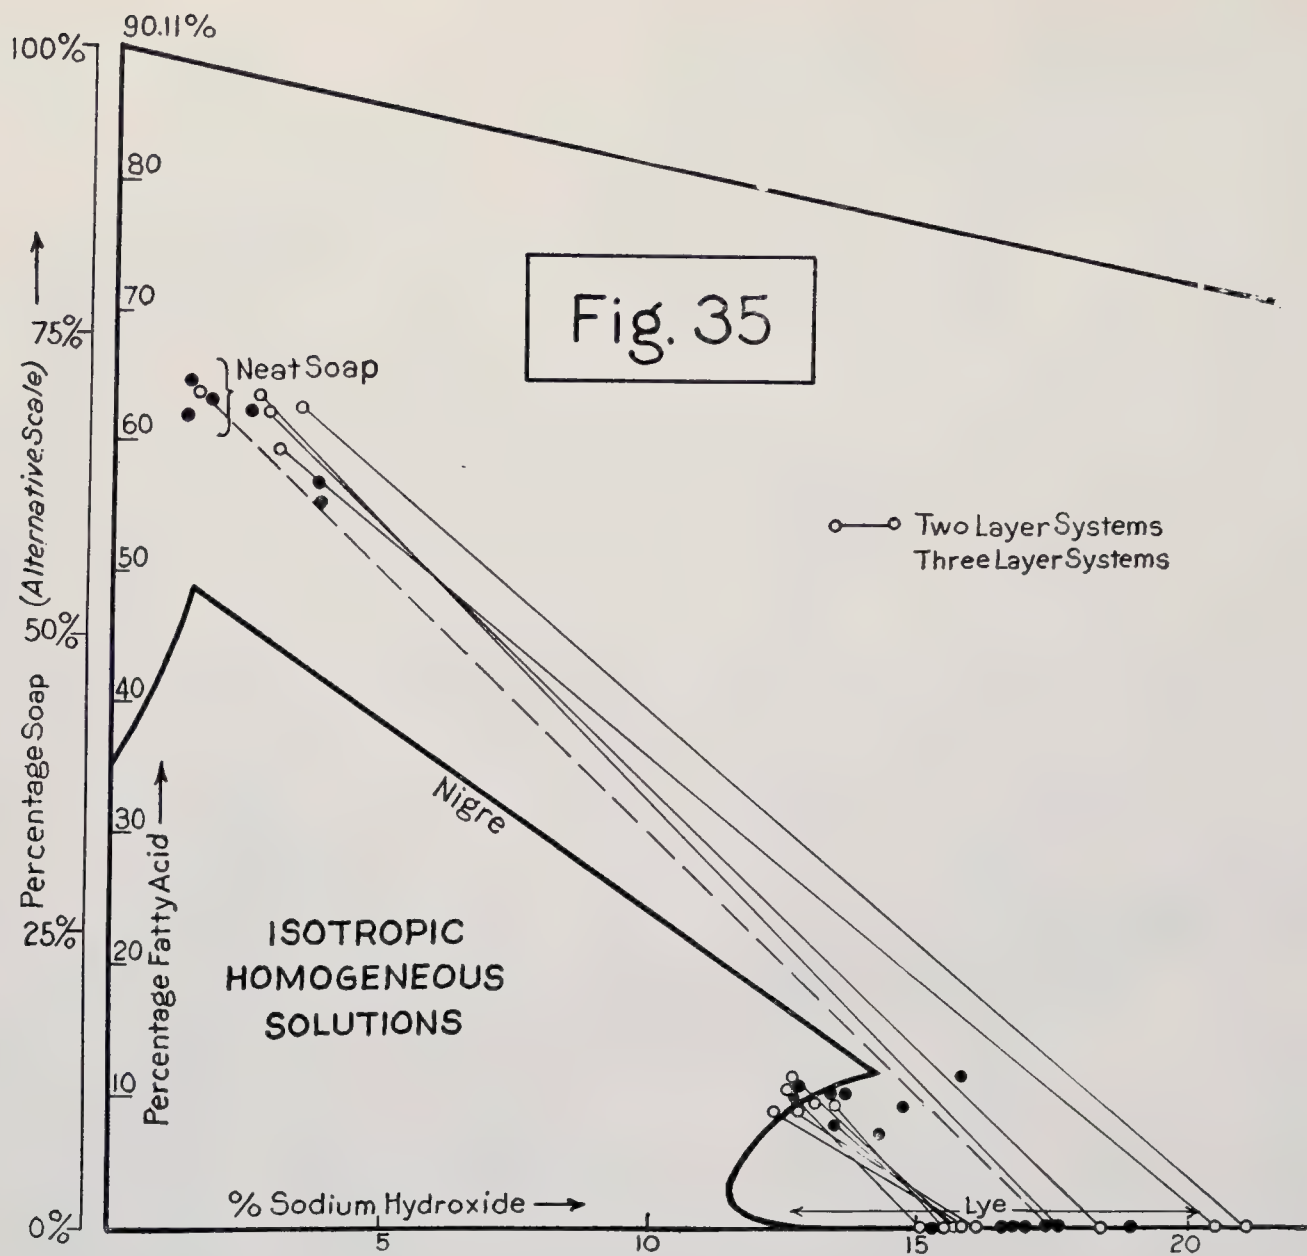 90.11%
100%
80
70
75%
Fig. 35
Neat Soap
60
Two Layer Systems
Three Layer Systems
50
50%
40
Percentage Soap (Alternative Scale)
Nigre
30
Percentage Fatty Acid
2
25%
20
ISOTROPIC
HOMOGENEOUS
SOLUTIONS
10
% Sodium Hydroxide
Lye
0%
5
10
15
20